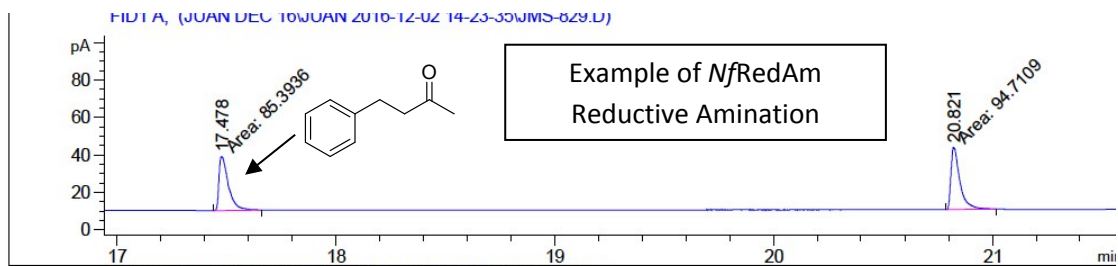 FID1 A, (JUAN DEC 16\JUAN 2016-12-02 14-23-35\JMS-829.D)
pA
80
60
40
20
0
17.478
Area: 85.3936
O
Example of NfRedAm
Reductive Amination
20.821
Area: 94.7109
17 18 19 20 21 min